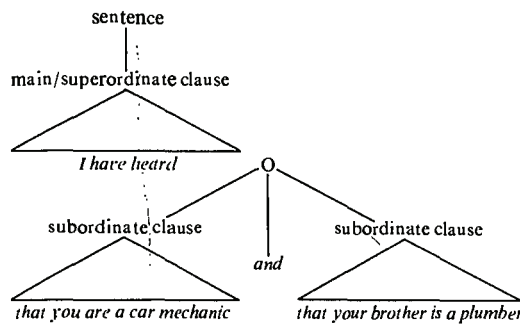 sentence
main/superordinate clause
I have heard
O
subordinate clause
subordinate clause
and
that you are a car mechanic
that your brother is a plumber